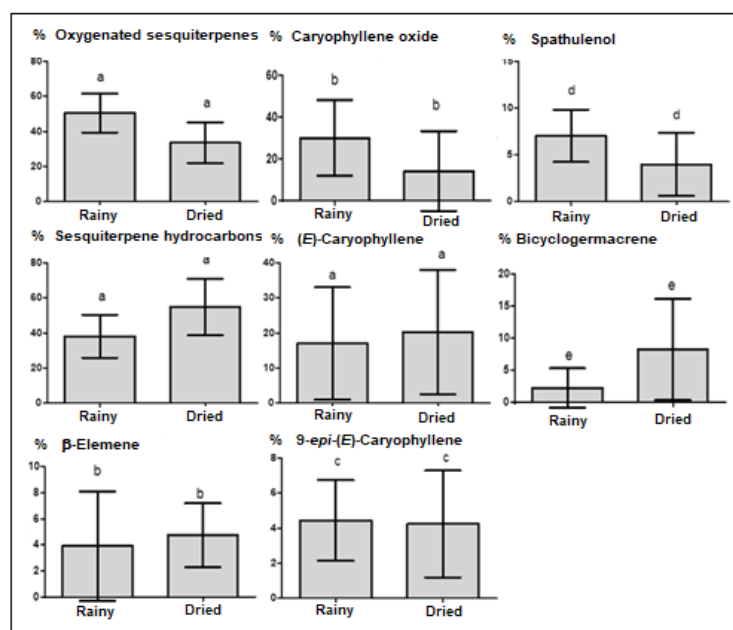 % Oxygenated sesquiterpenes
80
60
40
20
0
a
a
Rainy
Dried
% Caryophyllene oxide
60
40
20
0
b
b
Rainy
Dried
% Spathulenol
15
10
5
0
d
d
Rainy
Dried
% Sesquiterpene hydrocarbons
80
60
40
20
0
a
a
Rainy
Dried
% (E)-Caryophyllene
40
30
20
10
0
a
a
Rainy
Dried
% Bicyclogermacrene
20
15
10
5
0
e
e
Rainy
Dried
% β-Elemene
10
8
6
4
2
0
b
b
Rainy
Dried
% 9-epi-(E)-Caryophyllene
8
6
4
2
0
c
c
Rainy
Dried